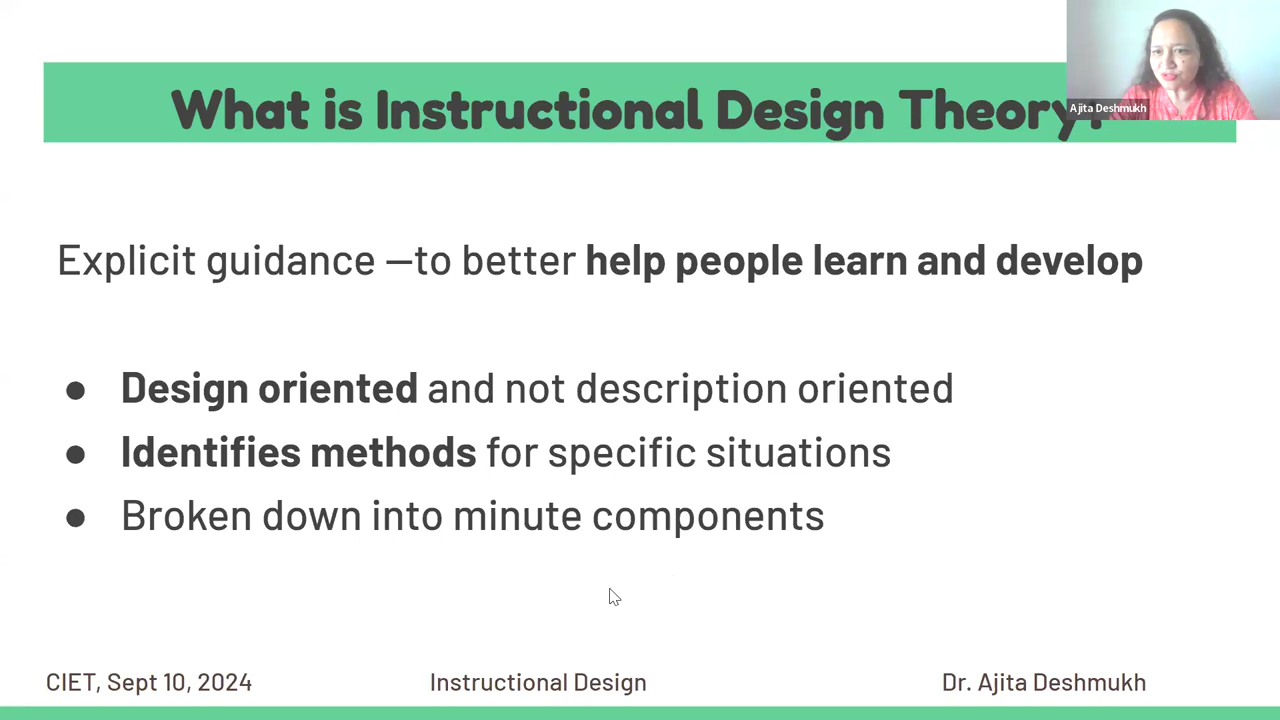 What is Instructional Design Theory?
Ajita Deshmukh
Explicit guidance —to better help people learn and develop
● Design oriented and not description oriented
● Identifies methods for specific situations
● Broken down into minute components
CIET, Sept 10, 2024
Instructional Design
Dr. Ajita Deshmukh